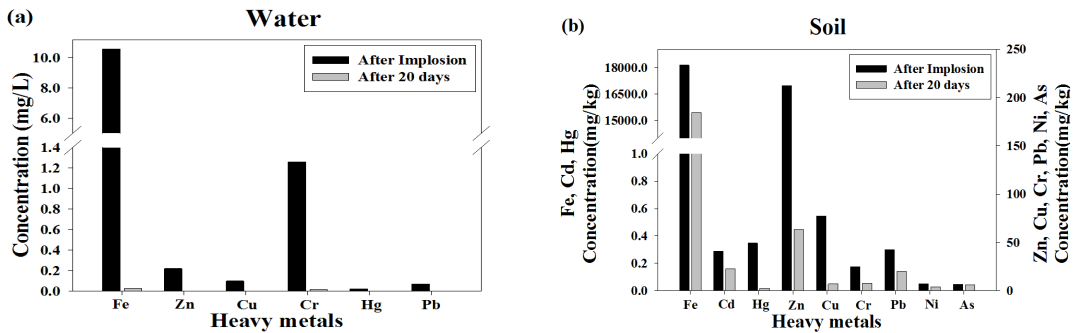 (a)
Water
Concentration (mg/L)
10.0
8.0
6.0
1.4
1.2
1.0
0.8
0.6
0.4
0.2
0.0
After Implosion
After 20 days
Fe Zn Cu Cr Hg Pb
Heavy metals
(b)
Soil
Fe, Cd, Hg
Concentration(mg/kg)
18000.0
16500.0
15000.0
1.0
0.8
0.6
0.4
0.2
0.0
After Implosion
After 20 days
250
200
150
100
50
0
Zn, Cu, Cr, Pb, Ni, As
Concentration(mg/kg)
Fe Cd Hg Zn Cu Cr Pb Ni As
Heavy metals